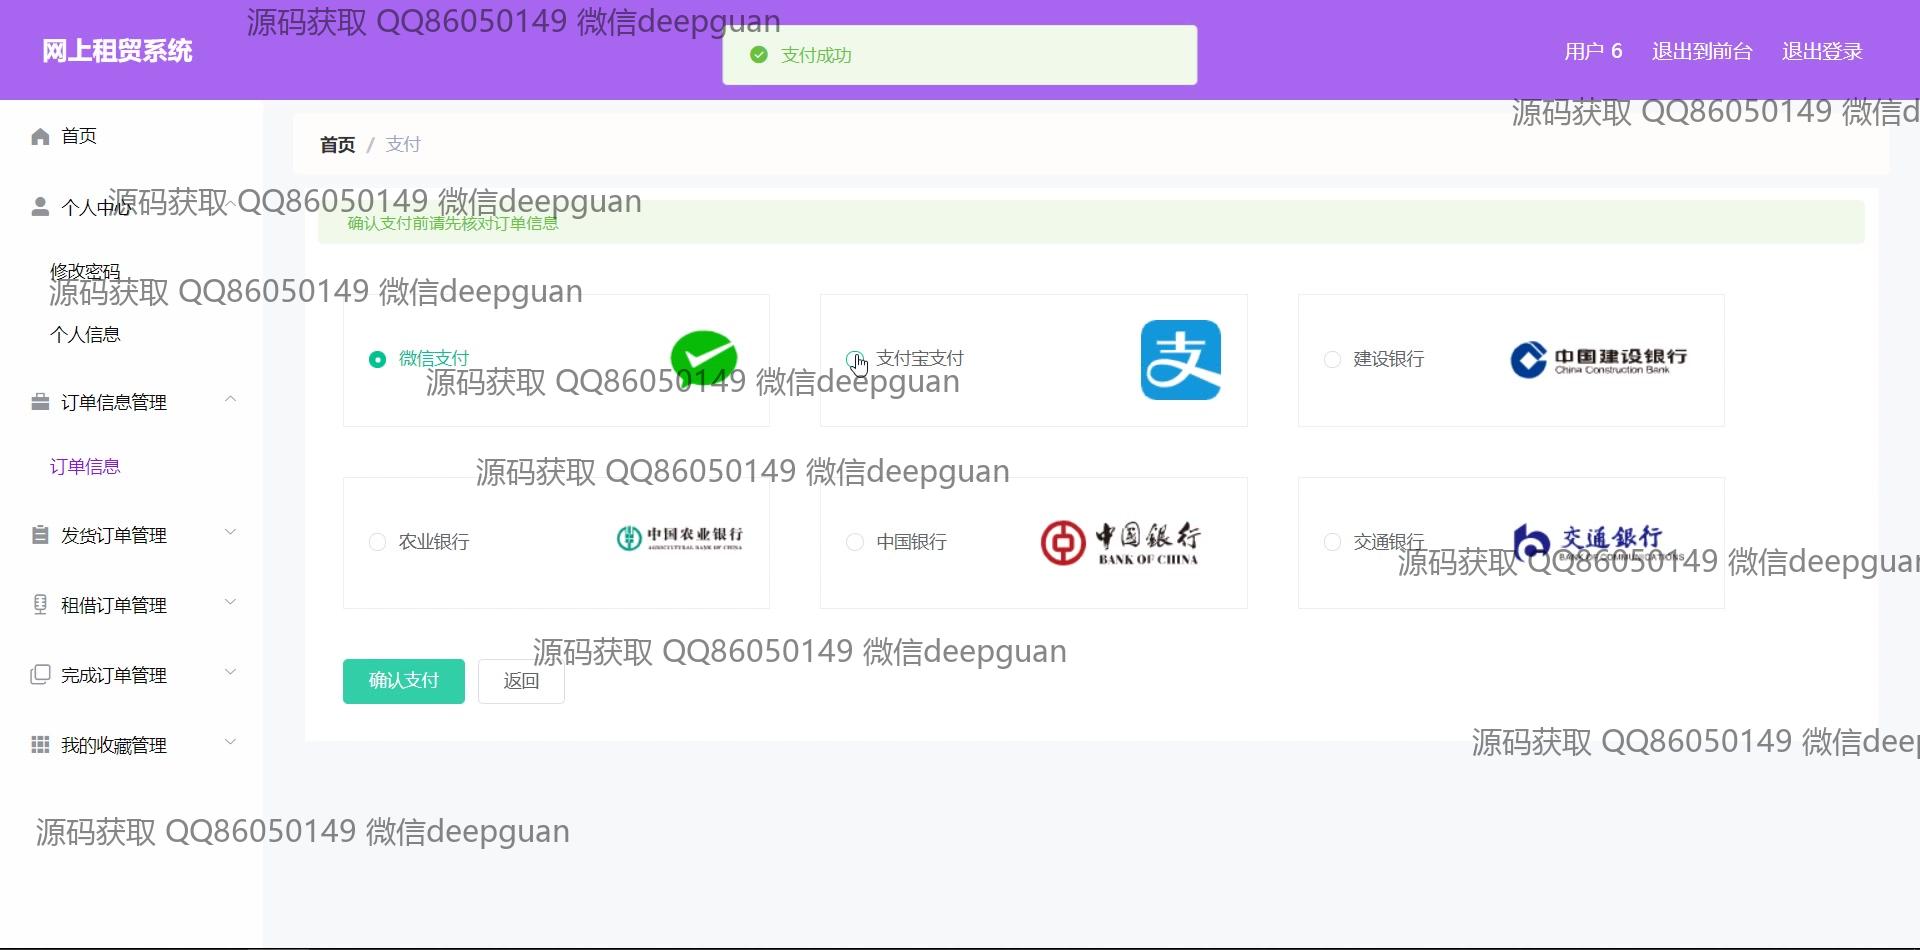 源码获取 QQ86050149 微信deepguan
网上租贸系统
支付成功
用户 6 退出到前台 退出登录
源码获取 QQ86050149 微信d
首页
首页 / 支付
个人中心
源码获取 QQ86050149 微信deepguan
确认支付前请先核对订单信息
修改密码
源码获取 QQ86050149 微信deepguan
个人信息
微信支付
支付宝支付
支
建设银行
中国建设银行
China Construction Bank
源码获取 QQ86050149 微信deepguan
订单信息管理
订单信息
源码获取 QQ86050149 微信deepguan
发货订单管理
农业银行
中国农业银行
AGRICULTURAL BANK OF CHINA
中国银行
中国銀行
BANK OF CHINA
交通银行
交通銀行
BANK OF COMMUNICATIONS
源码获取 QQ86050149 微信deepguan
租借订单管理
源码获取 QQ86050149 微信deepguan
完成订单管理
确认支付
返回
我的收藏管理
源码获取 QQ86050149 微信deep
源码获取 QQ86050149 微信deepguan